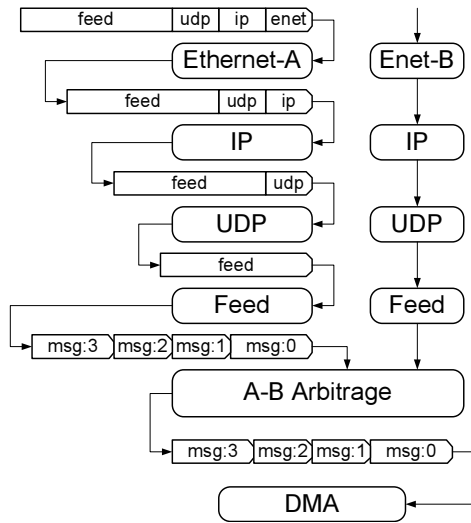 feed udp ip enet
Ethernet-A Enet-B
feed udp ip
IP IP
feed udp
UDP UDP
feed
Feed Feed
msg:3 msg:2 msg:1 msg:0
A-B Arbitrage
msg:3 msg:2 msg:1 msg:0
DMA